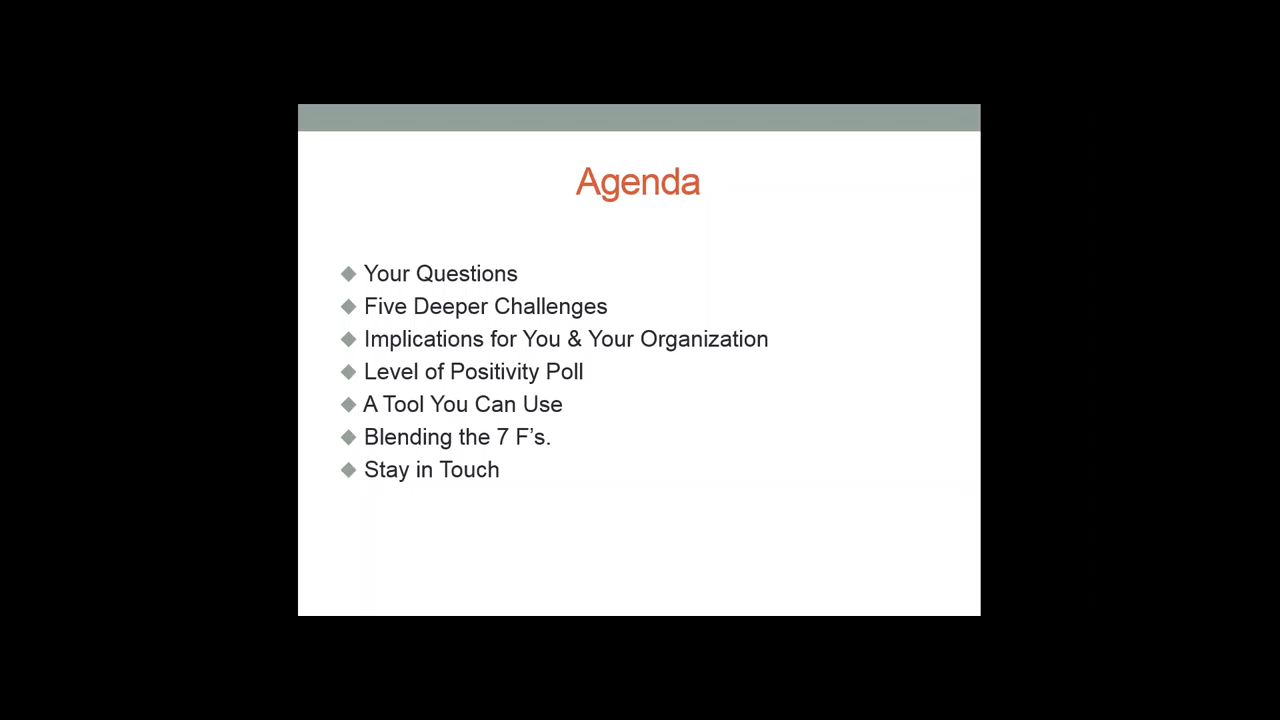 Agenda
Your Questions
Five Deeper Challenges
Implications for You & Your Organization
Level of Positivity Poll
A Tool You Can Use
Blending the 7 F’s.
Stay in Touch